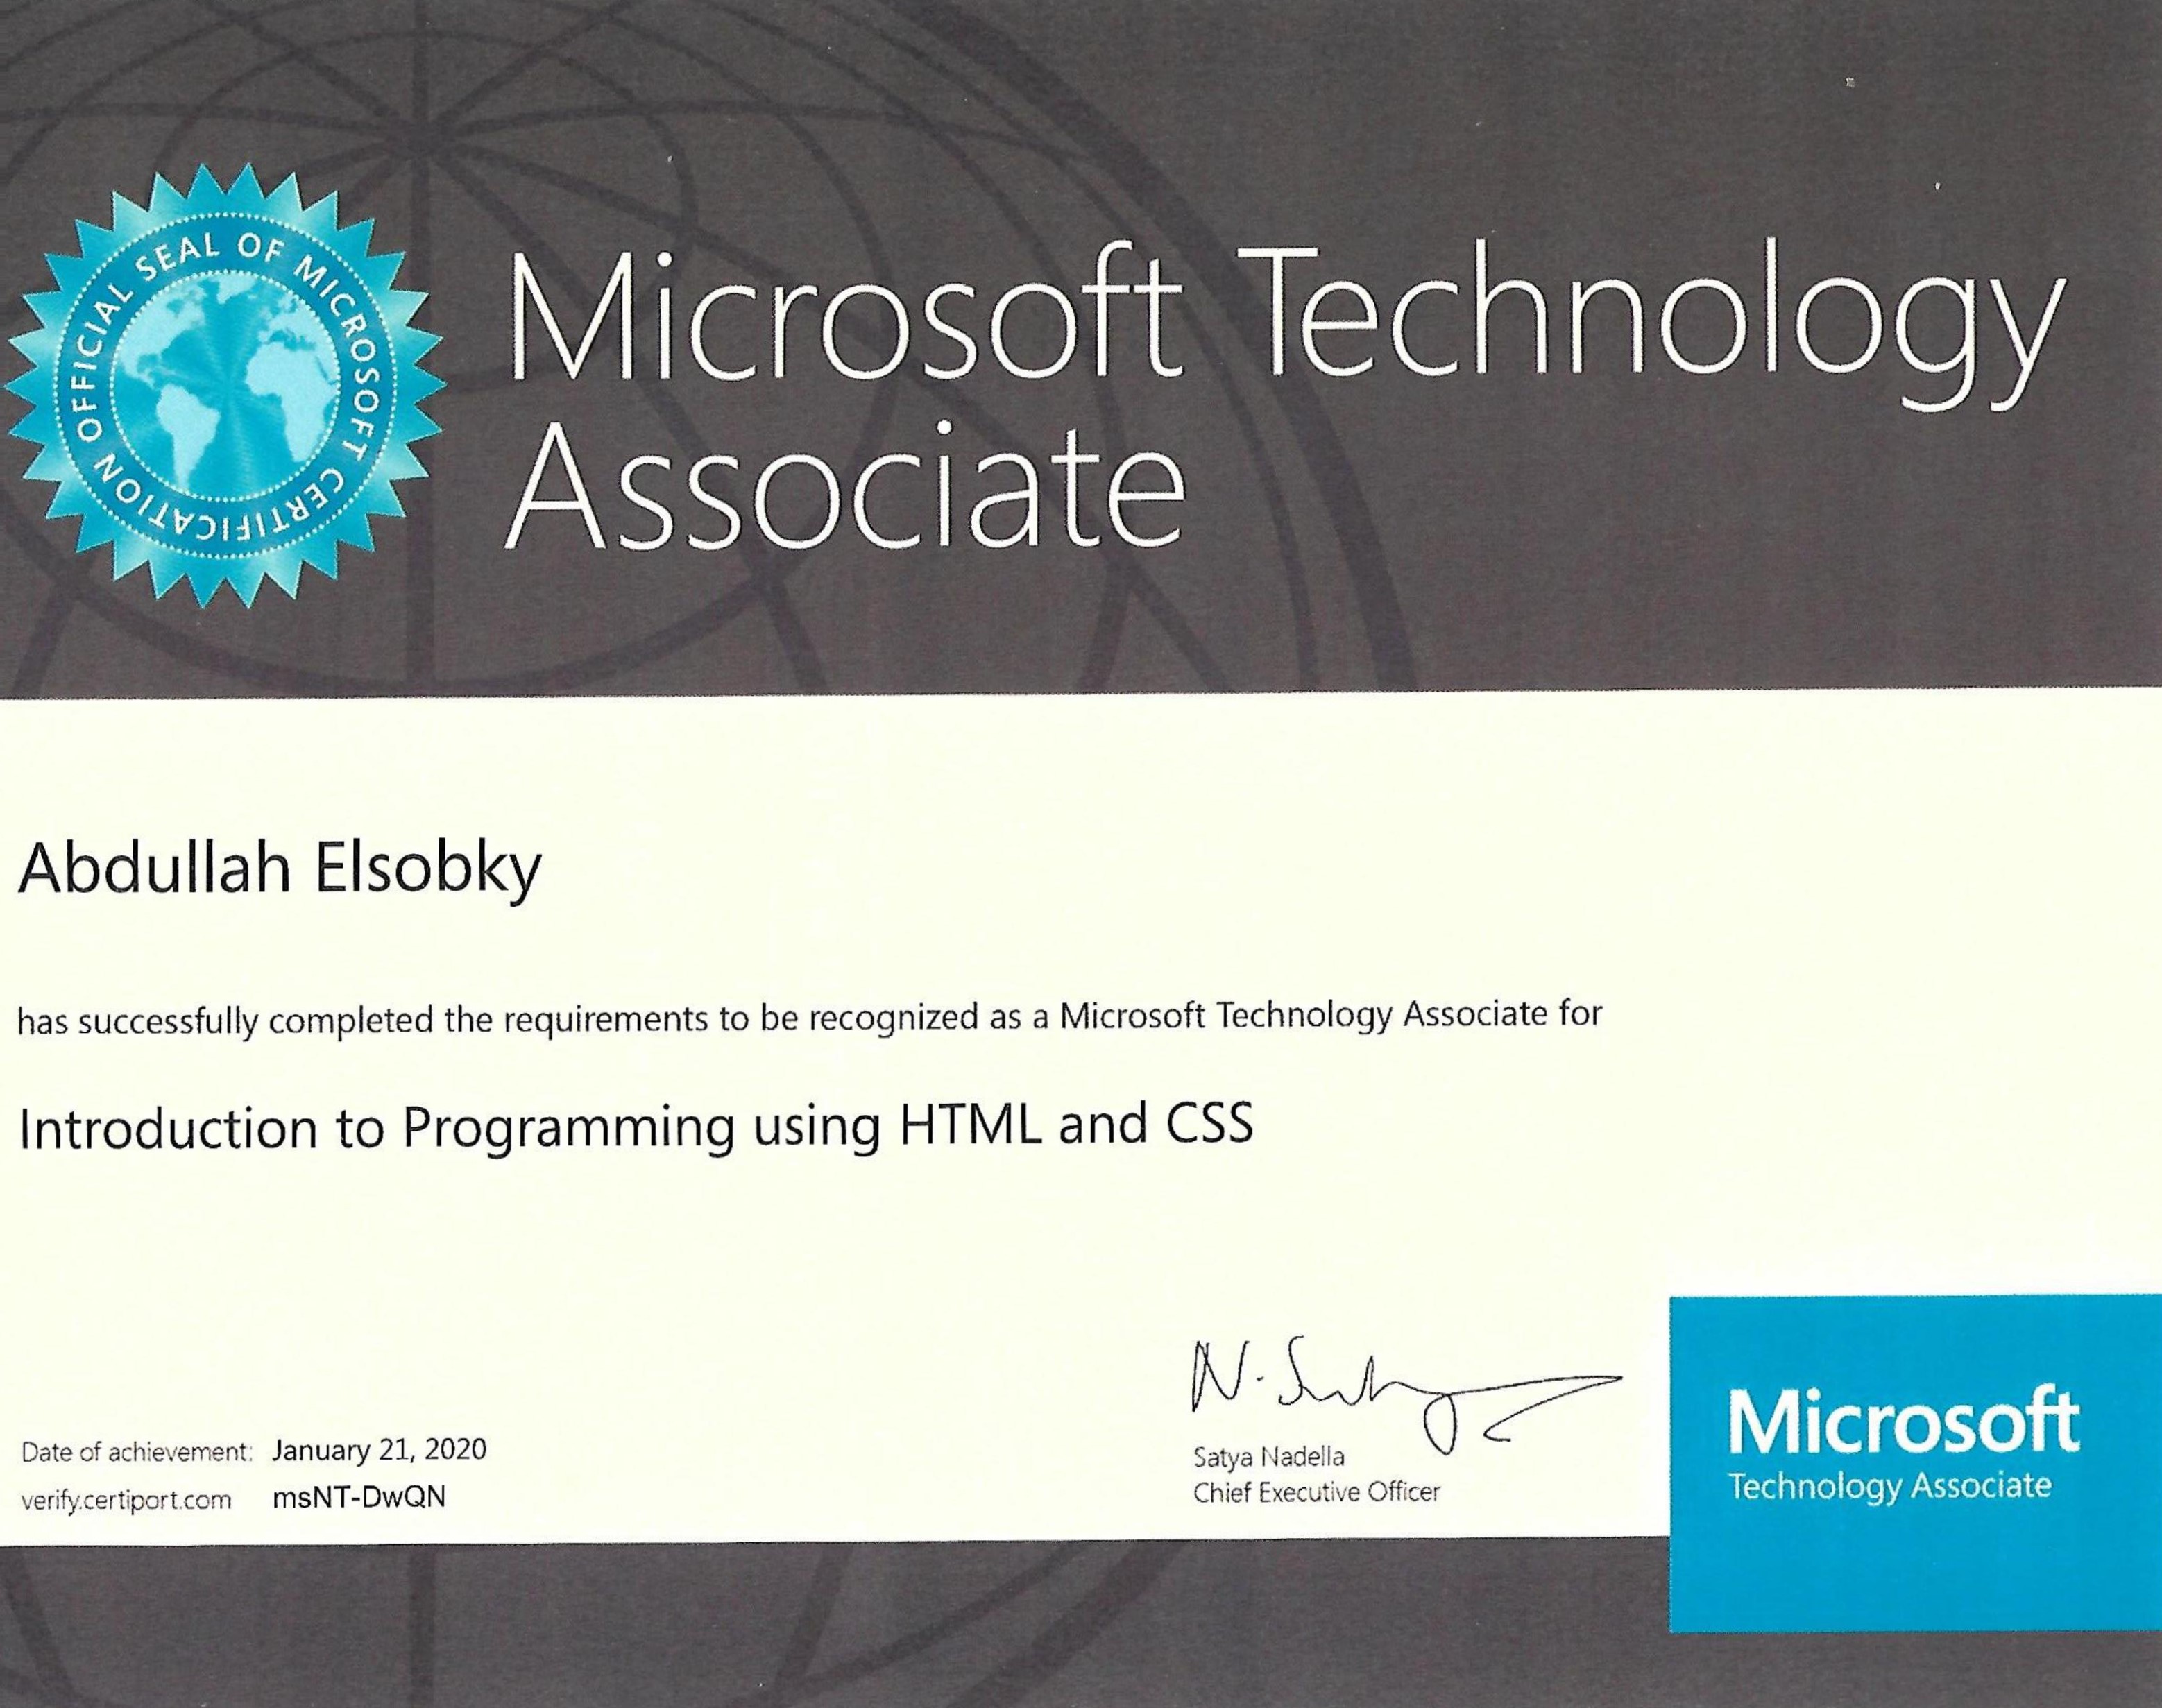 OFFICIAL SEAL OF MICROSOFT CERTIFICATION
Microsoft Technology
Associate
Abdullah Elsobky
has successfully completed the requirements to be recognized as a Microsoft Technology Associate for
Introduction to Programming using HTML and CSS
Date of achievement: January 21, 2020
verify.certiport.com msNT-DwQN
N. Satya
Satya Nadella
Chief Executive Officer
Microsoft
Technology Associate